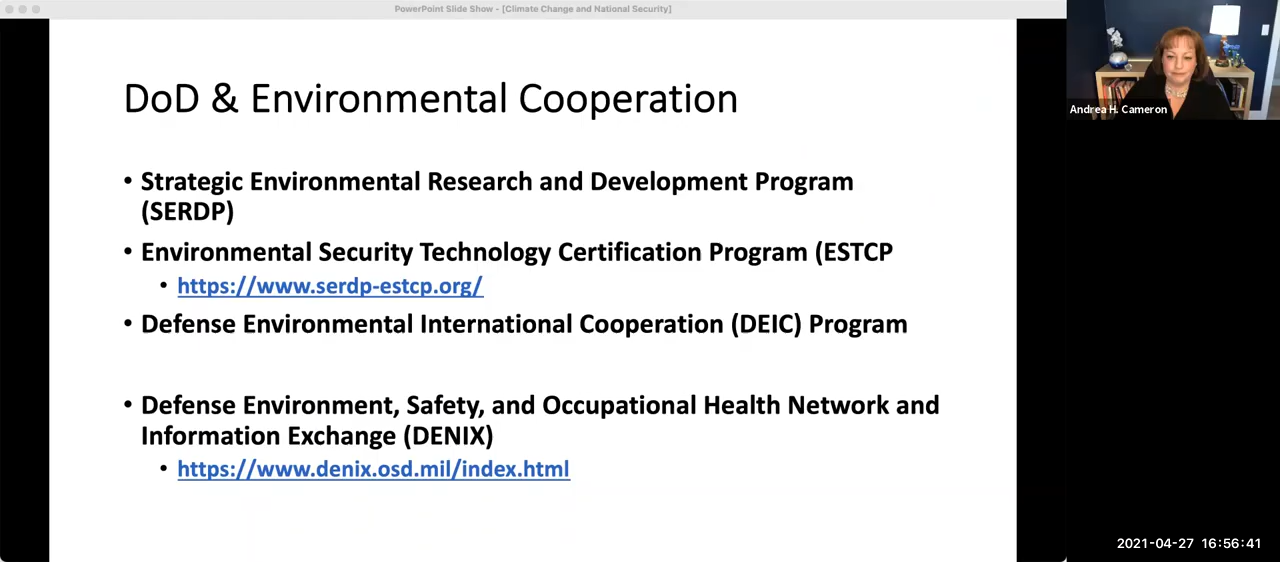 PowerPoint Slide Show - [Climate Change and National Security]
DoD & Environmental Cooperation
• Strategic Environmental Research and Development Program
(SERDP)
• Environmental Security Technology Certification Program (ESTCP
• https://www.serdp-estcp.org/
• Defense Environmental International Cooperation (DEIC) Program
• Defense Environment, Safety, and Occupational Health Network and
Information Exchange (DENIX)
• https://www.denix.osd.mil/index.html
Andrea H. Cameron
2021-04-27 16:56:41